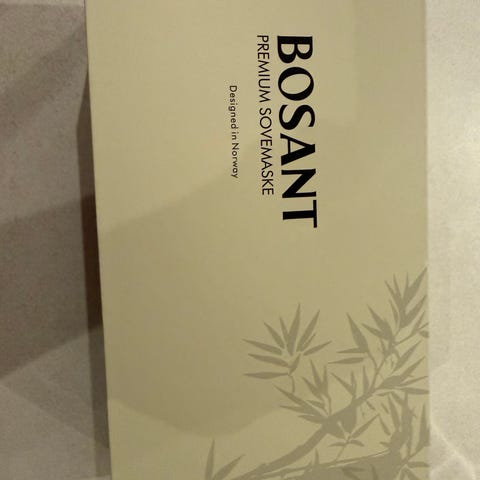 BOSANT
PREMIUM SOVEMASKE
Designed in Norway